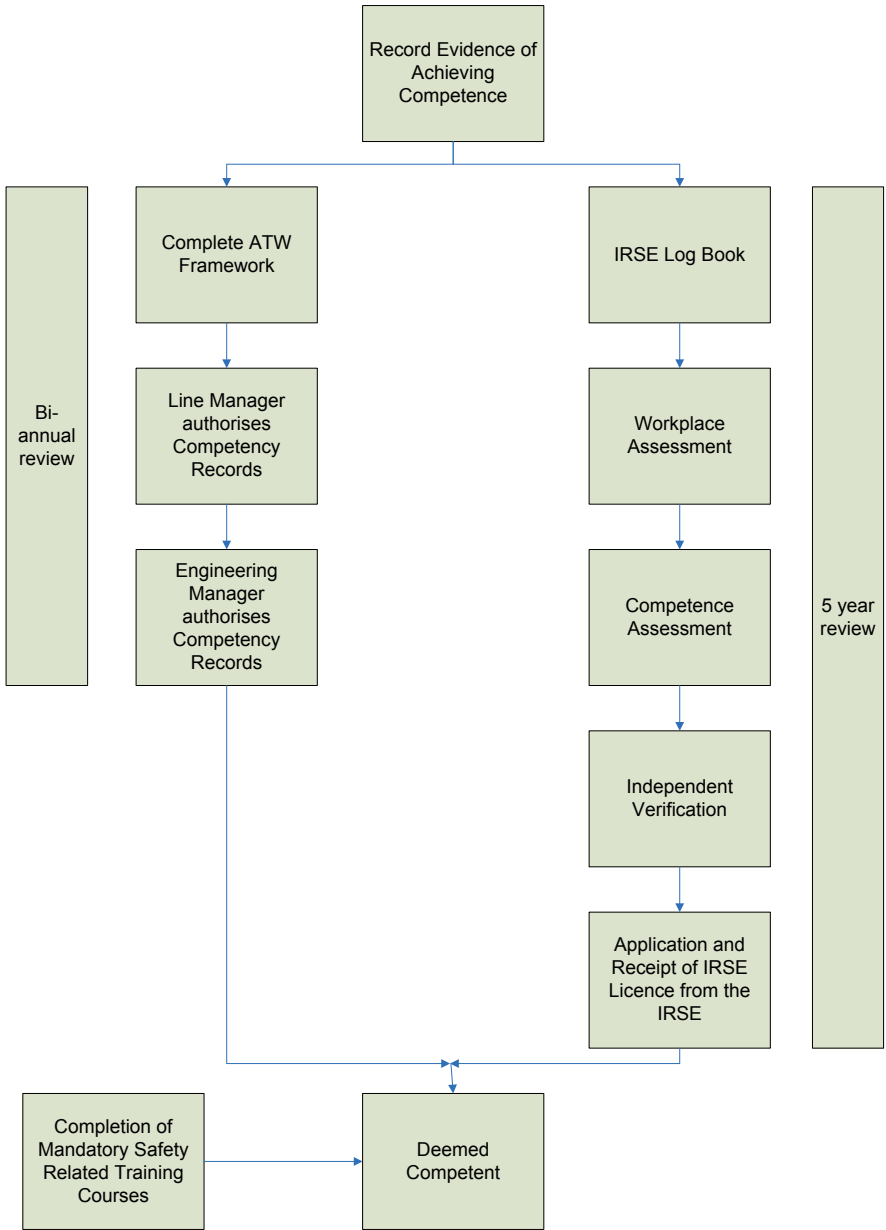 Record Evidence of
Achieving
Competence
Complete ATW
Framework
IRSE Log Book
Bi-
annual
review
Line Manager
authorises
Competency
Records
Workplace
Assessment
Engineering
Manager
authorises
Competency
Records
Competence
Assessment
5 year
review
Independent
Verification
Application and
Receipt of IRSE
Licence from the
IRSE
Completion of
Mandatory Safety
Related Training
Courses
Deemed
Competent